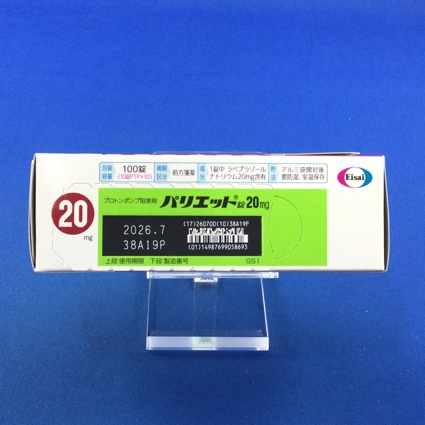 包装容量 100錠 (10錠PTP×10) 規制区分 処方箋薬 成分 1錠中 ラベプラゾールナトリウム20mg含有 貯法 アルミ袋開封後要防湿、室温保存
Eisai
プロトンポンプ阻害剤 パリエット®錠20mg
20mg
(17)260700(10)38A19P
2026.7
38A19P
(01)14987699058693
上段:使用期限 下段:製造番号 GS1